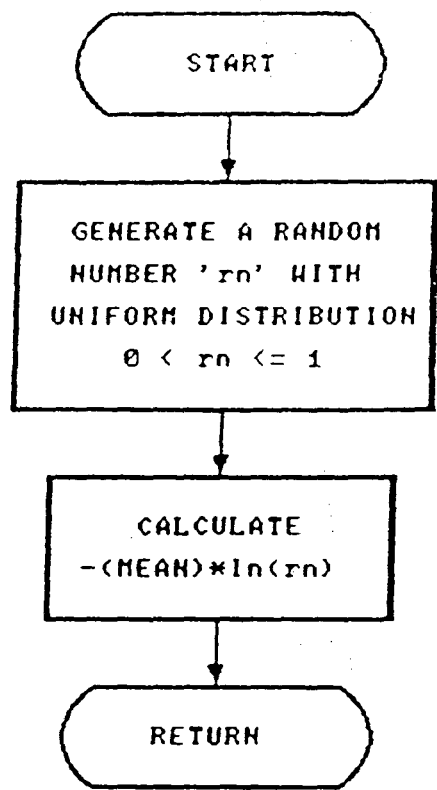 START
GENERATE A RANDOM
NUMBER 'rn' WITH
UNIFORM DISTRIBUTION
0 < rn <= 1
CALCULATE
-(MEAN)*ln(rn)
RETURN